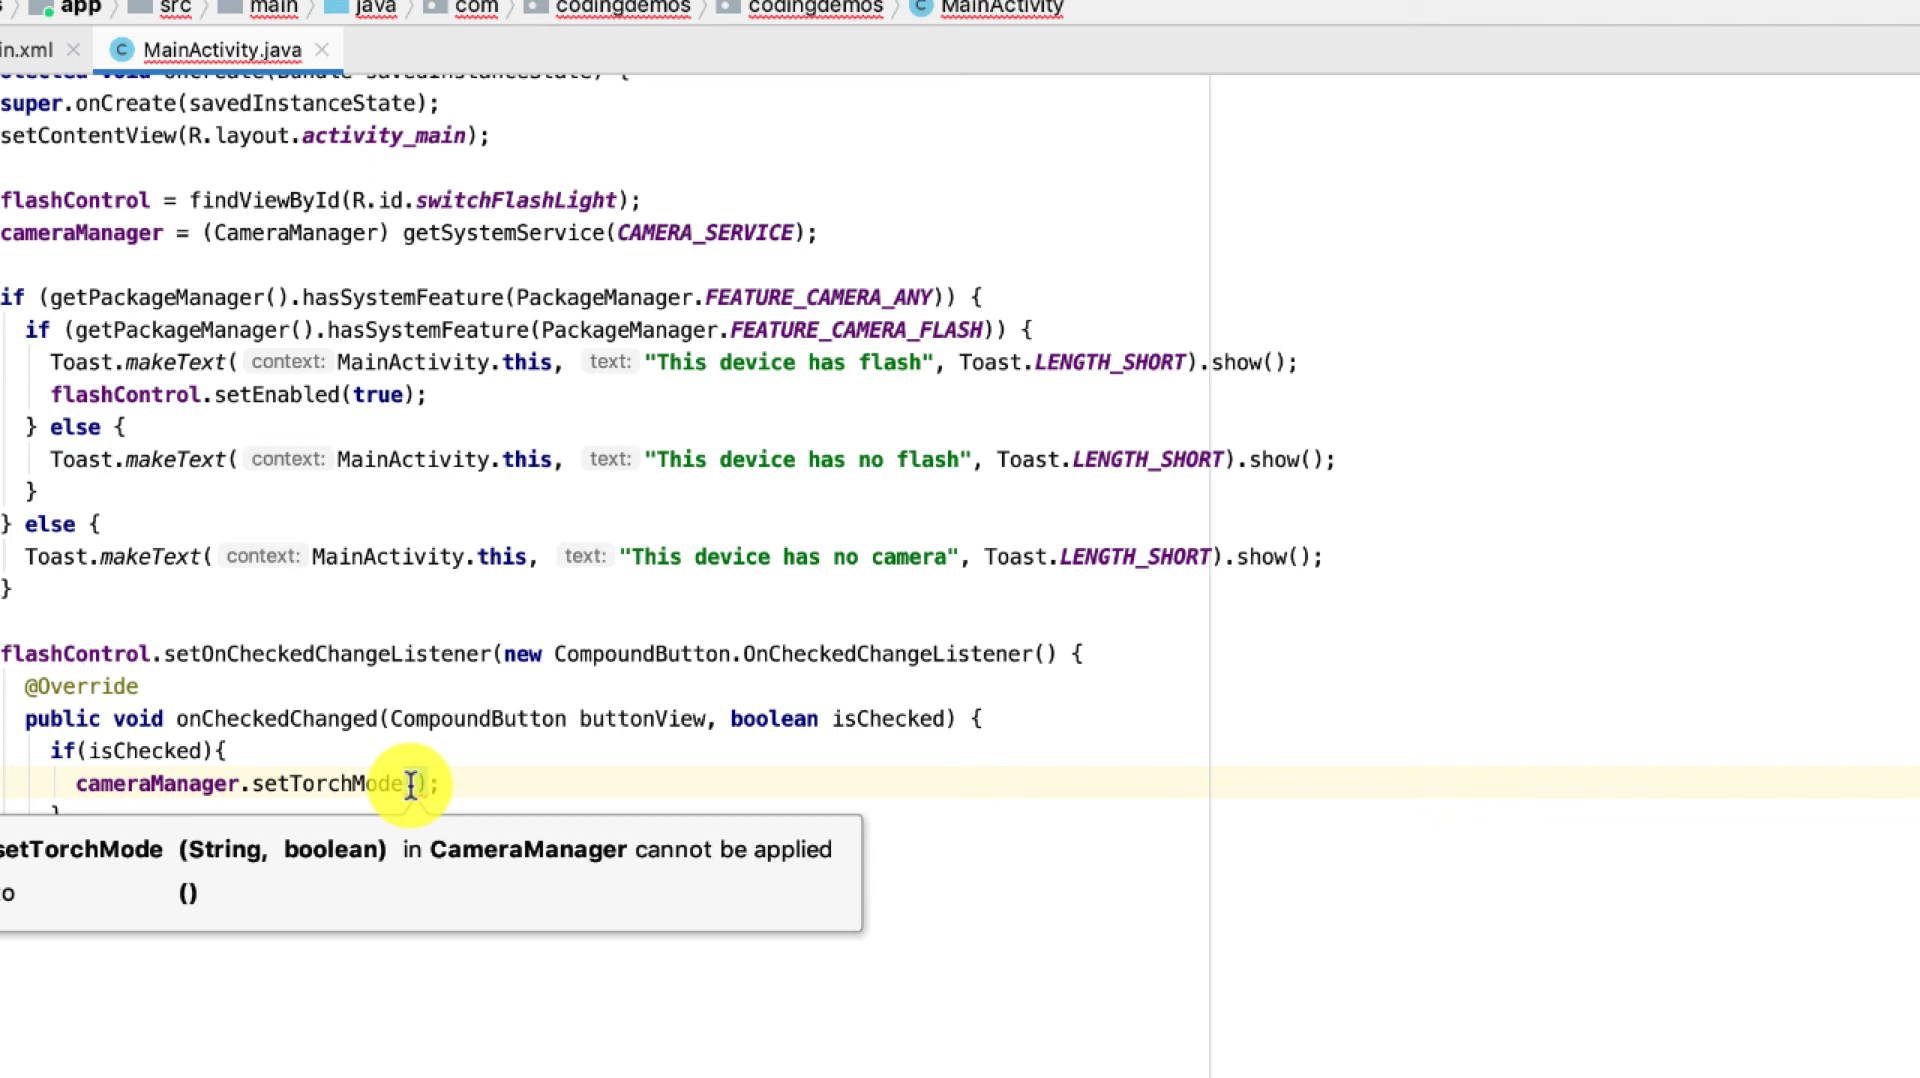 app src main java com codingdemos codingdemos MainActivity
in.xml MainActivity.java
void onCreate(Bundle savedInstanceState) {
super.onCreate(savedInstanceState);
setContentView(R.layout.activity_main);
flashControl = findViewById(R.id.switchFlashLight);
cameraManager = (CameraManager) getSystemService(CAMERA_SERVICE);
if (getPackageManager().hasSystemFeature(PackageManager.FEATURE_CAMERA_ANY)) {
if (getPackageManager().hasSystemFeature(PackageManager.FEATURE_CAMERA_FLASH)) {
Toast.makeText( context: MainActivity.this, text: "This device has flash", Toast.LENGTH_SHORT).show();
flashControl.setEnabled(true);
} else {
Toast.makeText( context: MainActivity.this, text: "This device has no flash", Toast.LENGTH_SHORT).show();
}
} else {
Toast.makeText( context: MainActivity.this, text: "This device has no camera", Toast.LENGTH_SHORT).show();
}
flashControl.setOnCheckedChangeListener(new CompoundButton.OnCheckedChangeListener() {
@Override
public void onCheckedChanged(CompoundButton buttonView, boolean isChecked) {
if(isChecked){
cameraManager.setTorchMode();
}
setTorchMode (String, boolean) in CameraManager cannot be applied
to ()